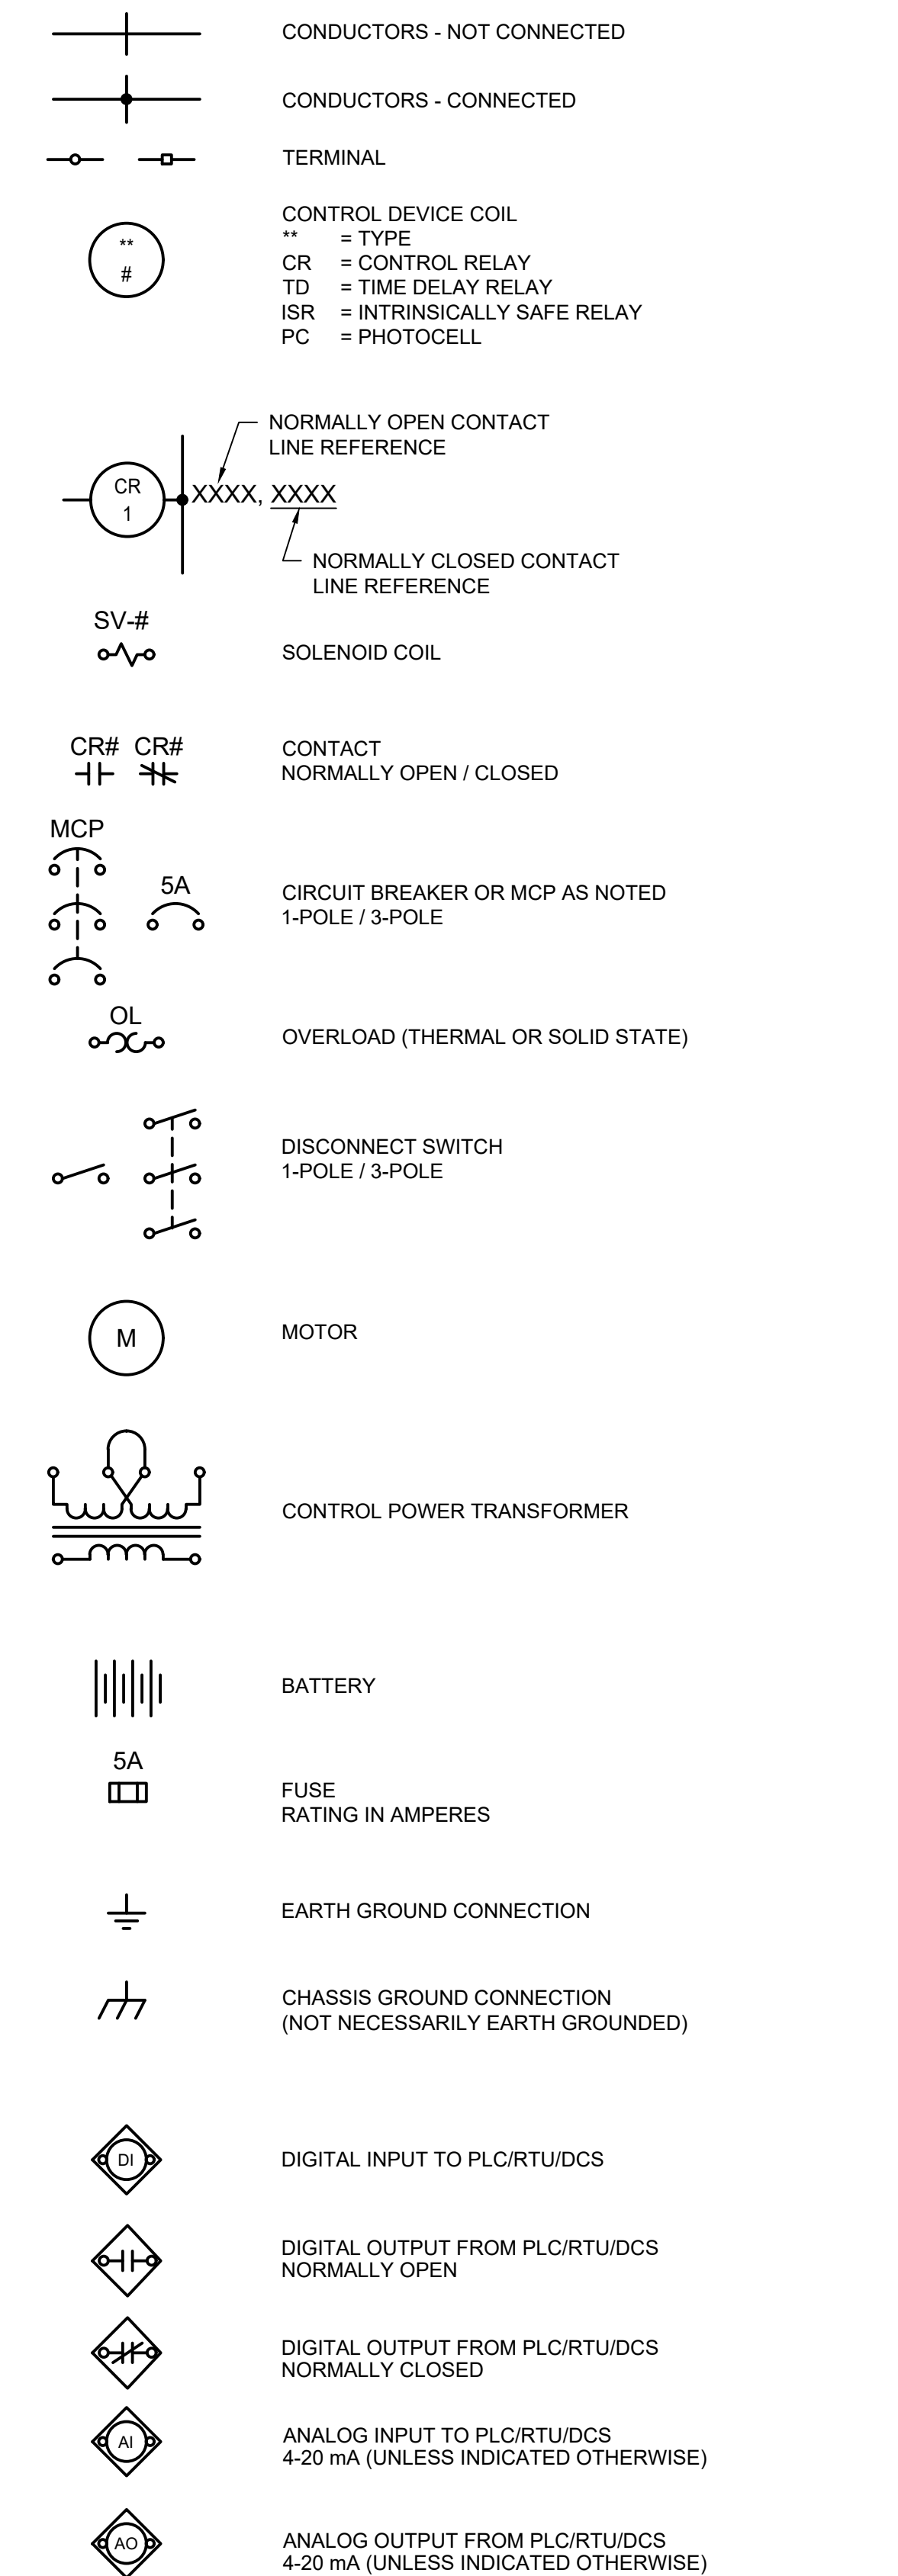 CONDUCTORS - NOT CONNECTED
CONDUCTORS - CONNECTED
TERMINAL
CONTROL DEVICE COIL
** = TYPE
CR = CONTROL RELAY
TD = TIME DELAY RELAY
ISR = INTRINSICALLY SAFE RELAY
PC = PHOTOCELL
**
#
NORMALLY OPEN CONTACT
LINE REFERENCE
CR
1
XXXX, XXXX
NORMALLY CLOSED CONTACT
LINE REFERENCE
SV-#
SOLENOID COIL
CR# CR#
CONTACT
NORMALLY OPEN / CLOSED
MCP
5A
CIRCUIT BREAKER OR MCP AS NOTED
1-POLE / 3-POLE
OL
OVERLOAD (THERMAL OR SOLID STATE)
DISCONNECT SWITCH
1-POLE / 3-POLE
M
MOTOR
CONTROL POWER TRANSFORMER
BATTERY
5A
FUSE
RATING IN AMPERES
EARTH GROUND CONNECTION
CHASSIS GROUND CONNECTION
(NOT NECESSARILY EARTH GROUNDED)
DI
DIGITAL INPUT TO PLC/RTU/DCS
DIGITAL OUTPUT FROM PLC/RTU/DCS
NORMALLY OPEN
DIGITAL OUTPUT FROM PLC/RTU/DCS
NORMALLY CLOSED
AI
ANALOG INPUT TO PLC/RTU/DCS
4-20 mA (UNLESS INDICATED OTHERWISE)
AO
ANALOG OUTPUT FROM PLC/RTU/DCS
4-20 mA (UNLESS INDICATED OTHERWISE)